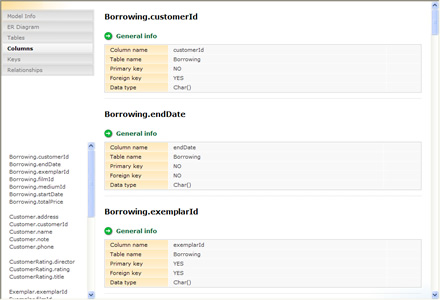 Model Info
ER Diagram
Tables
Columns
Keys
Relationships
Borrowing.customerId
Borrowing.endDate
Borrowing.exemplarId
Borrowing.filmId
Borrowing.mediumId
Borrowing.startDate
Borrowing.totalPrice
Customer.address
Customer.customerId
Customer.name
Customer.note
Customer.phone
CustomerRating.director
CustomerRating.rating
CustomerRating.title
Exemplar.exemplarId
Exemplar.filmId
Borrowing.customerId
General info
Column name customerId
Table name Borrowing
Primary key NO
Foreign key YES
Data type Char()
Borrowing.endDate
General info
Column name endDate
Table name Borrowing
Primary key NO
Foreign key NO
Data type Char()
Borrowing.exemplarId
General info
Column name exemplarId
Table name Borrowing
Primary key YES
Foreign key YES
Data type Char()